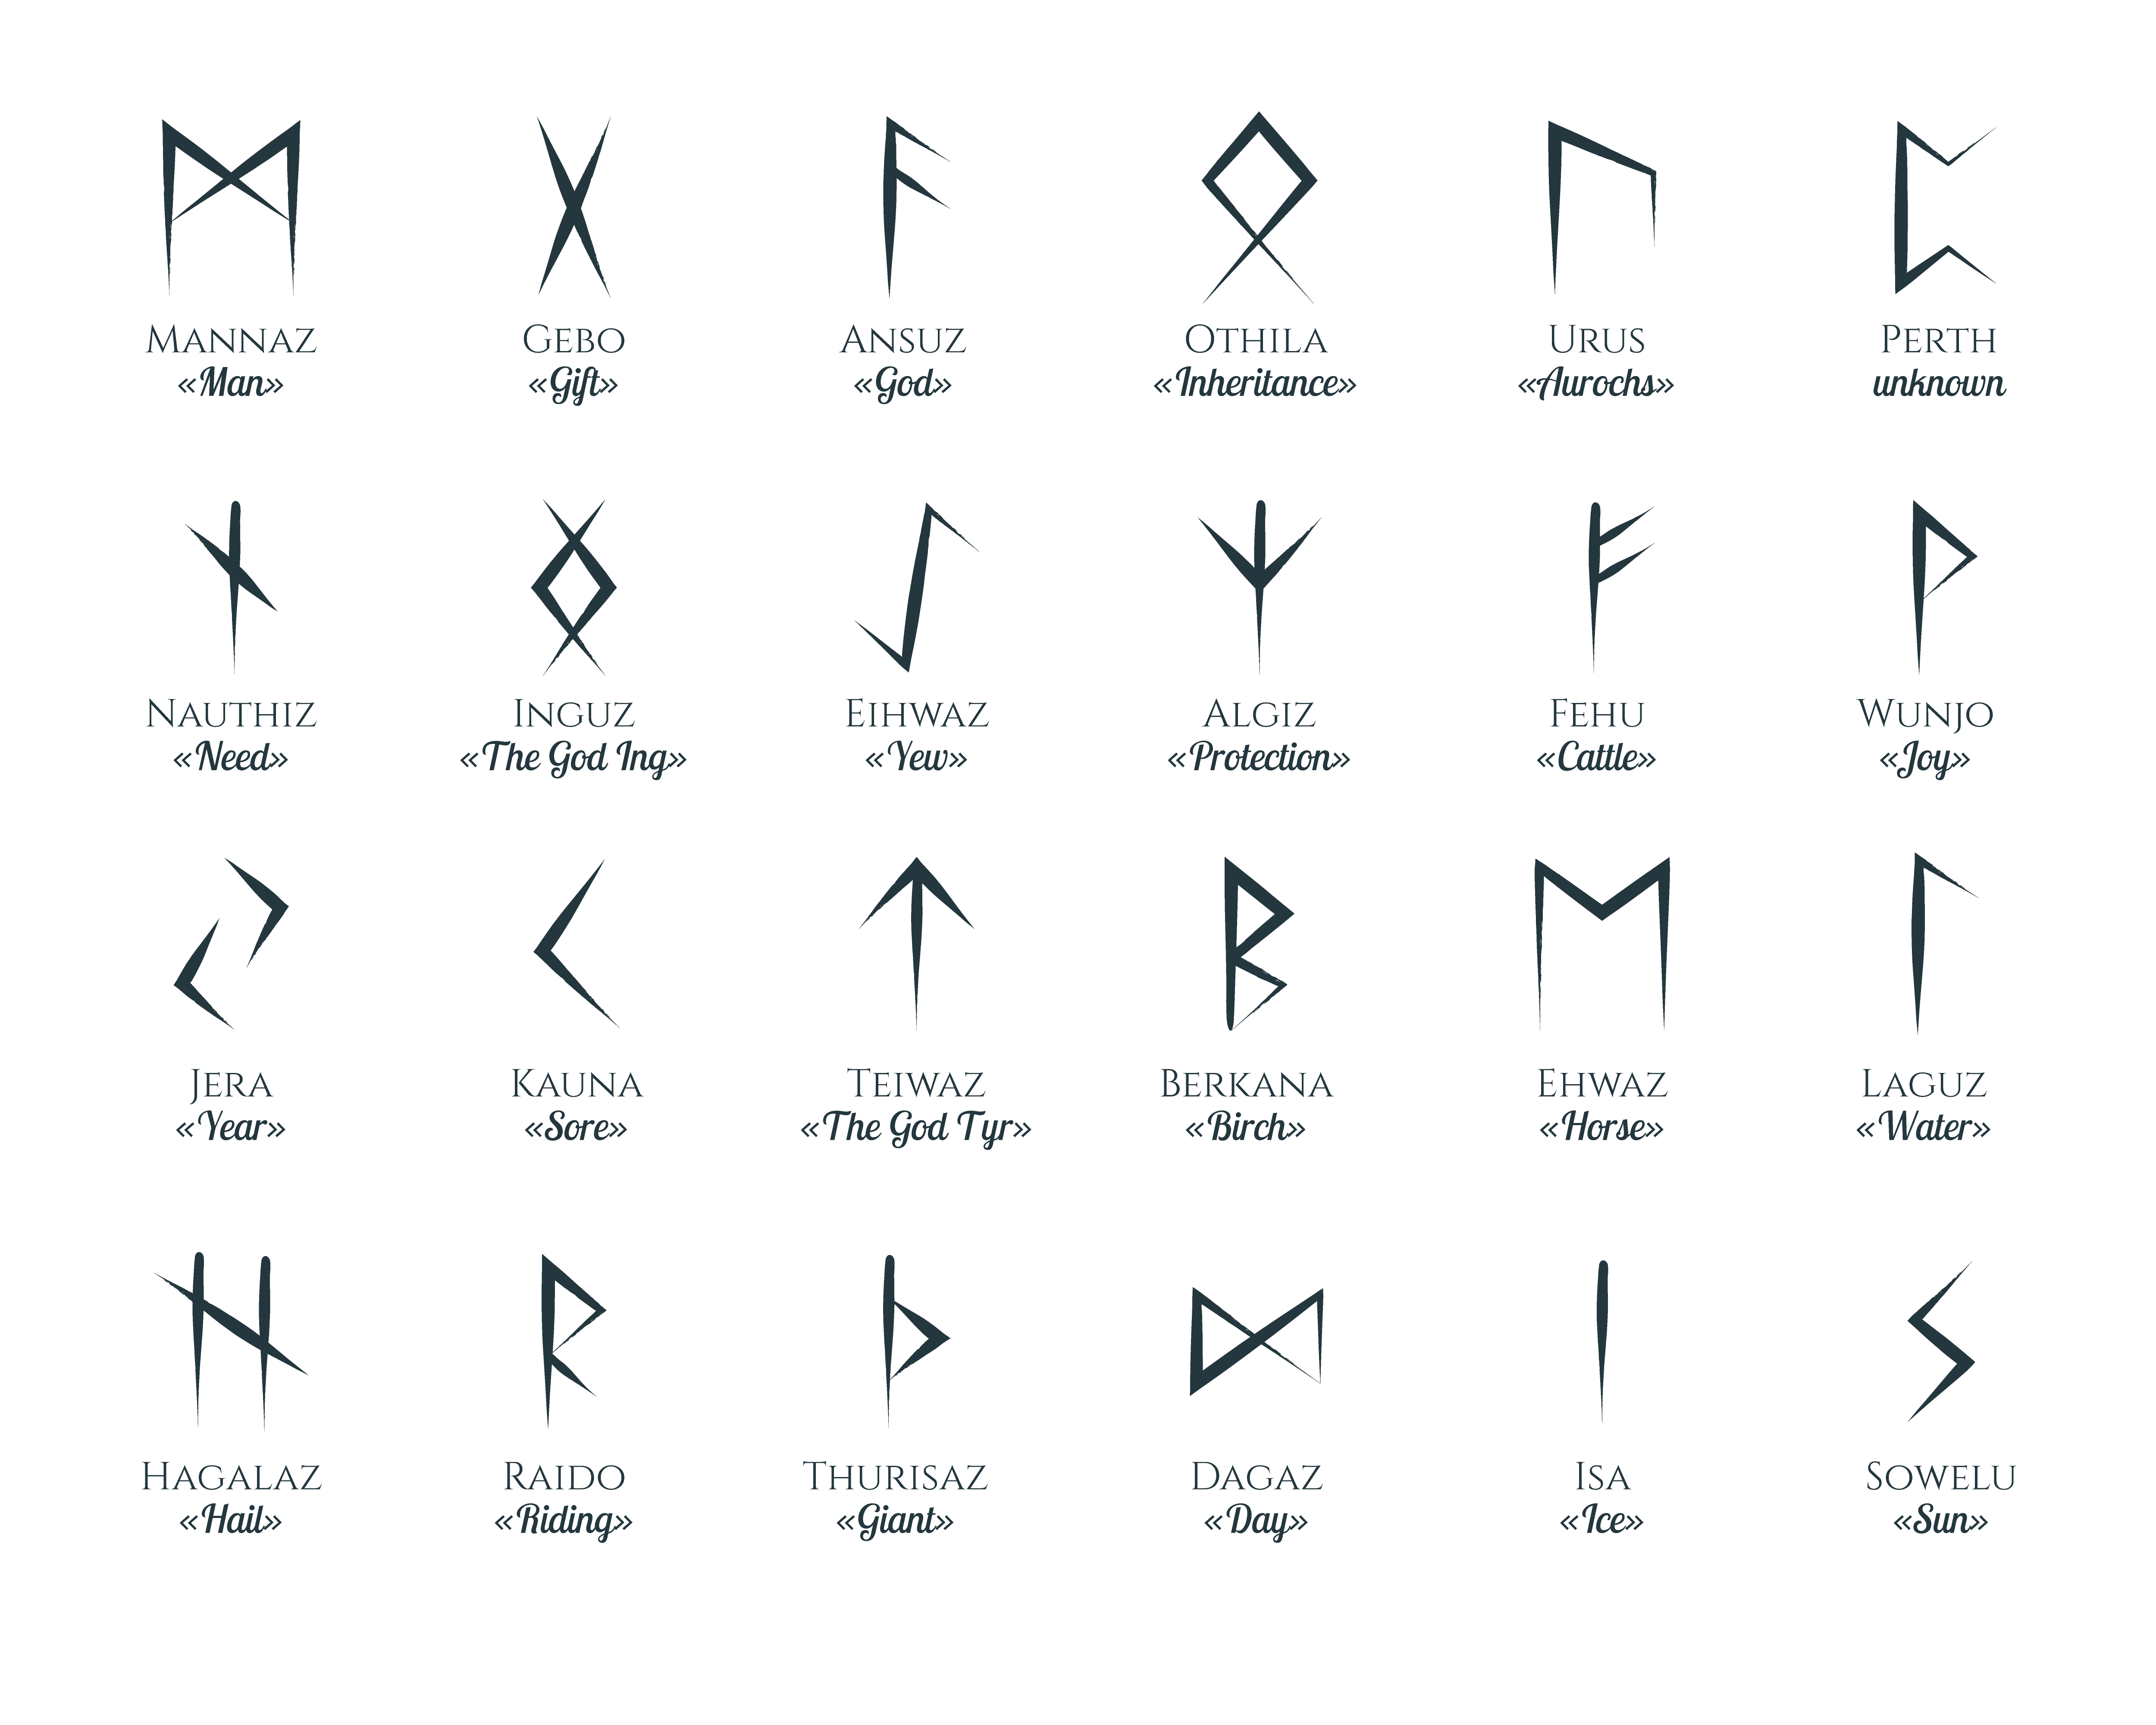 ᛗ ᚷ ᚨ ᛟ ᚢ ᛈ
MANNAZ GEBO ANSUZ OTHILA URUS PERTH
«Man» «Gift» «God» «Inheritance» «Aurochs» unknown
ᚾ ᛝ ᛇ ᛉ ᚠ ᚹ
NAUTHIZ INGUZ EIHWAZ ALGIZ FEHU WUNJO
«Need» «The God Ing» «Yew» «Protection» «Cattle» «Joy»
ᛃ ᚲ ᛏ ᛒ ᛖ ᛚ
JERA KAUNA TEIWAZ BERKANA EHWAZ LAGUZ
«Year» «Sore» «The God Tyr» «Birch» «Horse» «Water»
ᚺ ᚱ ᚦ ᛞ ᛁ ᛊ
HAGALAZ RAIDO THURISAZ DAGAZ ISA SOWELU
«Hail» «Riding» «Giant» «Day» «Ice» «Sun»